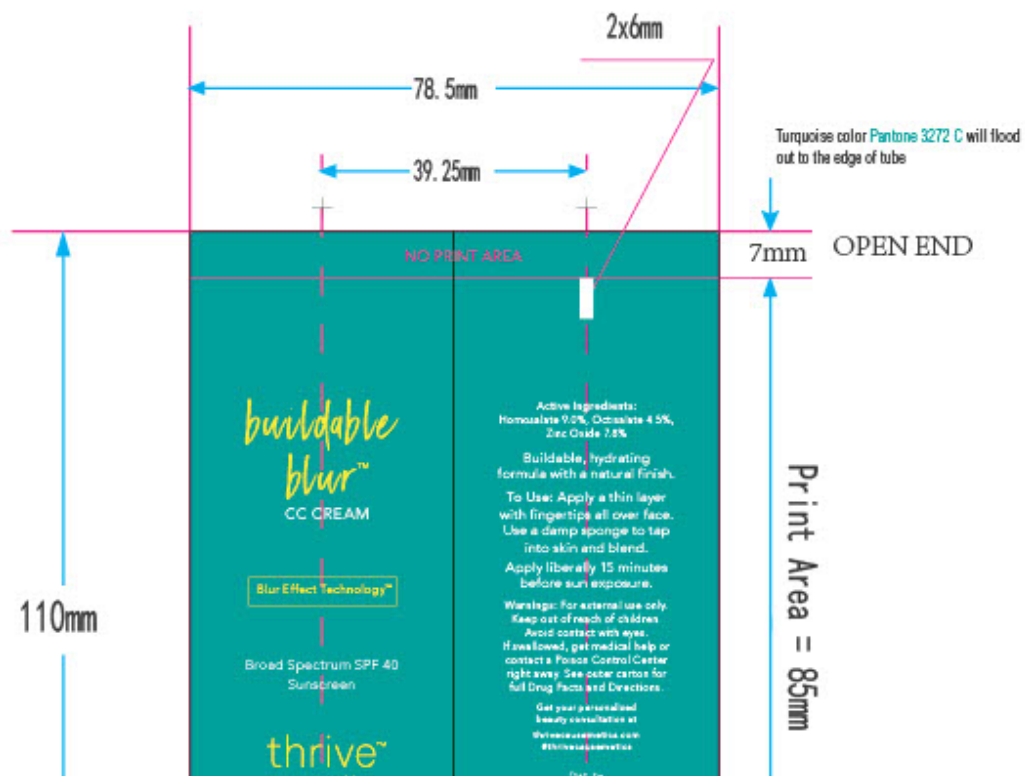 2x6mm
78.5mm
Turquoise color Pantone 3272 C will flood
out to the edge of tube
39.25mm
NO PRINT AREA
7mm
OPEN END
110mm
Print Area = 85mm
buildable
blur™
CC CREAM
Blur Effect Technology™
Broad Spectrum SPF 40
Sunscreen
thrive™
Active Ingredients:
Homosalate 9.0%, Octisalate 4.5%,
Zinc Oxide 7.8%
Buildable, hydrating
formula with a natural finish.
To Use: Apply a thin layer
with fingertips all over face.
Use a damp sponge to tap
into skin and blend.
Apply liberally 15 minutes
before sun exposure.
Warnings: For external use only.
Keep out of reach of children.
Avoid contact with eyes.
If swallowed, get medical help or
contact a Poison Control Center
right away. See outer carton for
full Drug Facts and Directions.
Get your personalized
beauty consultation at
thrivecausemetics.com
#thrivecausemetics